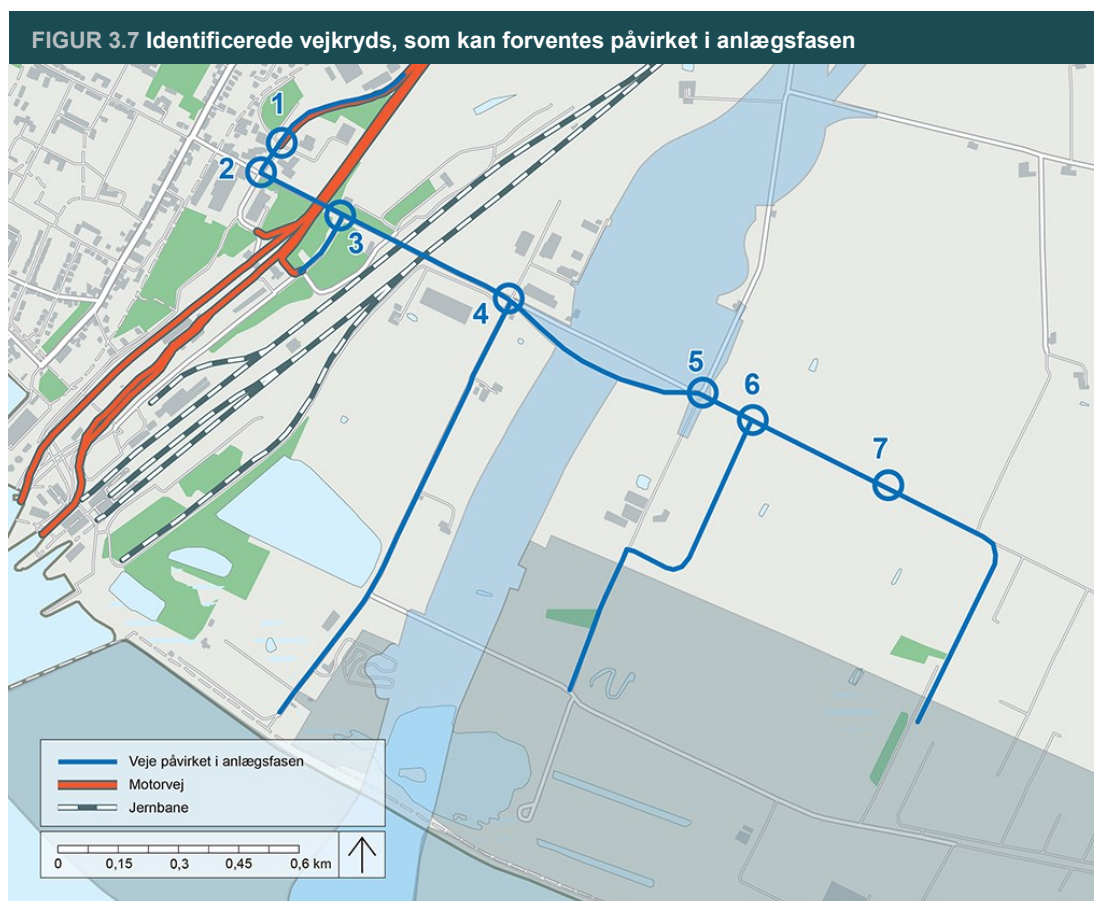 FIGUR 3.7 Identificerede vejkryds, som kan forventes påvirket i anlægsfasen
1
2
3
4
5
6
7
Veje påvirket i anlægsfasen
Motorvej
Jernbane
0 0,15 0,3 0,45 0,6 km